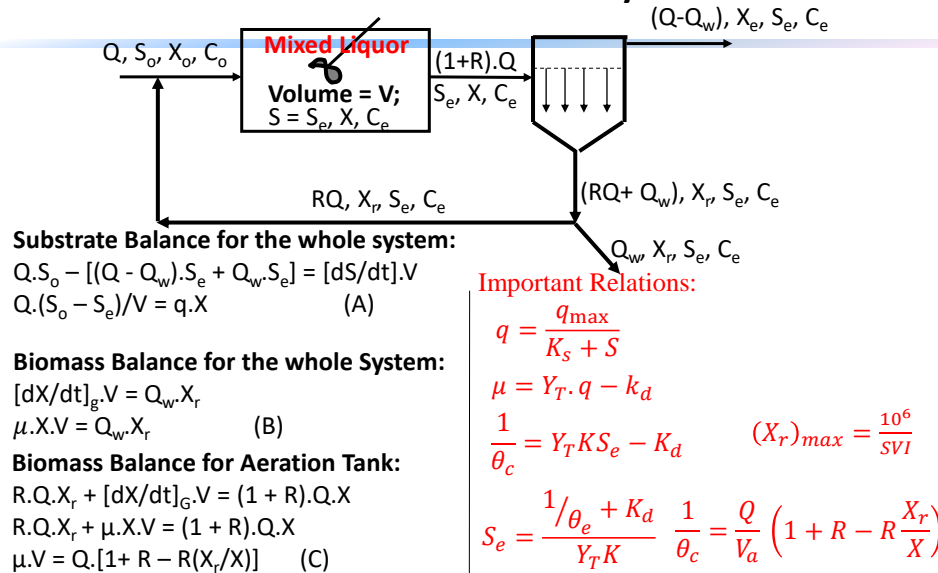 (Q-Qw), Xe, Se, Ce
Q, So, Xo, Co
Mixed Liquor
Volume = V;
S = Se, X, Ce
(1+R).Q
Se, X, Ce
RQ, Xr, Se, Ce
(RQ+ Qw), Xr, Se, Ce
Qw, Xr, Se, Ce
Substrate Balance for the whole system:
Q.So – [(Q - Qw).Se + Qw.Se] = [dS/dt].V
Q.(So – Se)/V = q.X (A)
Biomass Balance for the whole System:
[dX/dt]g.V = Qw.Xr
μ.X.V = Qw.Xr (B)
Biomass Balance for Aeration Tank:
R.Q.Xr + [dX/dt]G.V = (1 + R).Q.X
R.Q.Xr + μ.X.V = (1 + R).Q.X
μ.V = Q.[1+ R – R(Xr/X)] (C)
Important Relations:
q = qmax / (Ks + S)
μ = YT. q − kd
1/θc = YT K Se − Kd (Xr)max = 10^6/SVI
Se = (1/θe + Kd) / (YT K) 1/θc = Q/Va (1 + R − R Xr/X)